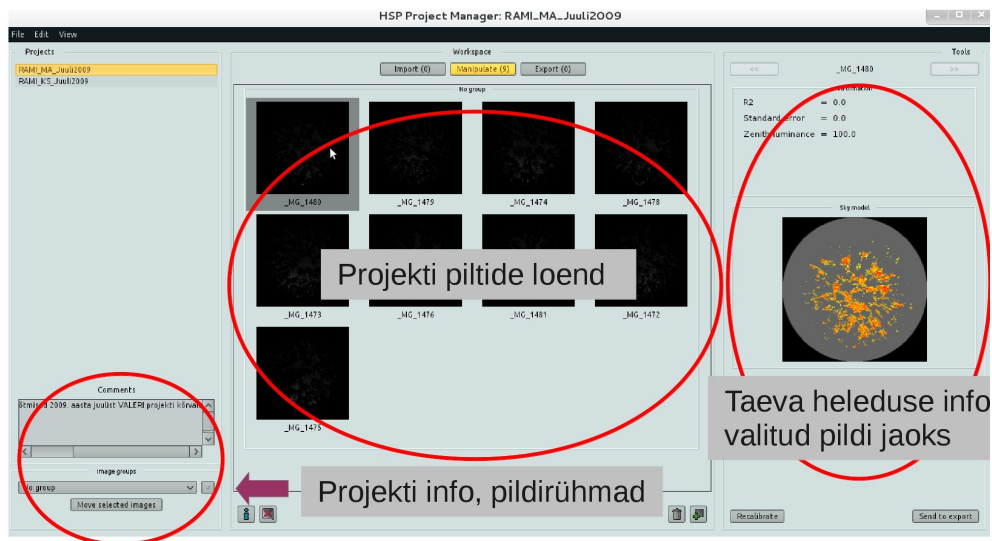 HSP Project Manager: RAMI_MA_Juuli2009
File Edit View
Projects
RAMI_MA_Juuli2009
RAMI_KS_Juuli2009
Workspace
Import (0) Manipulate (9) Export (0)
No group
_MG_1480 _MG_1479 _MG_1474 _MG_1478
_MG_1473 _MG_1476 _MG_1481 _MG_1472
_MG_1475
Projekti piltide loend
Tools
<< _MG_1480 >>
Information
R2 = 0.0
Standard error = 0.0
Zenith luminance = 100.0
Sky model
Taeva heleduse info
valitud pildi jaoks
Comments
õtmised 2009. aasta juulist VALERI projekti kõrval
Image groups
No group
Move selected images
Projekti info, pildirühmad
Recalibrate Send to export